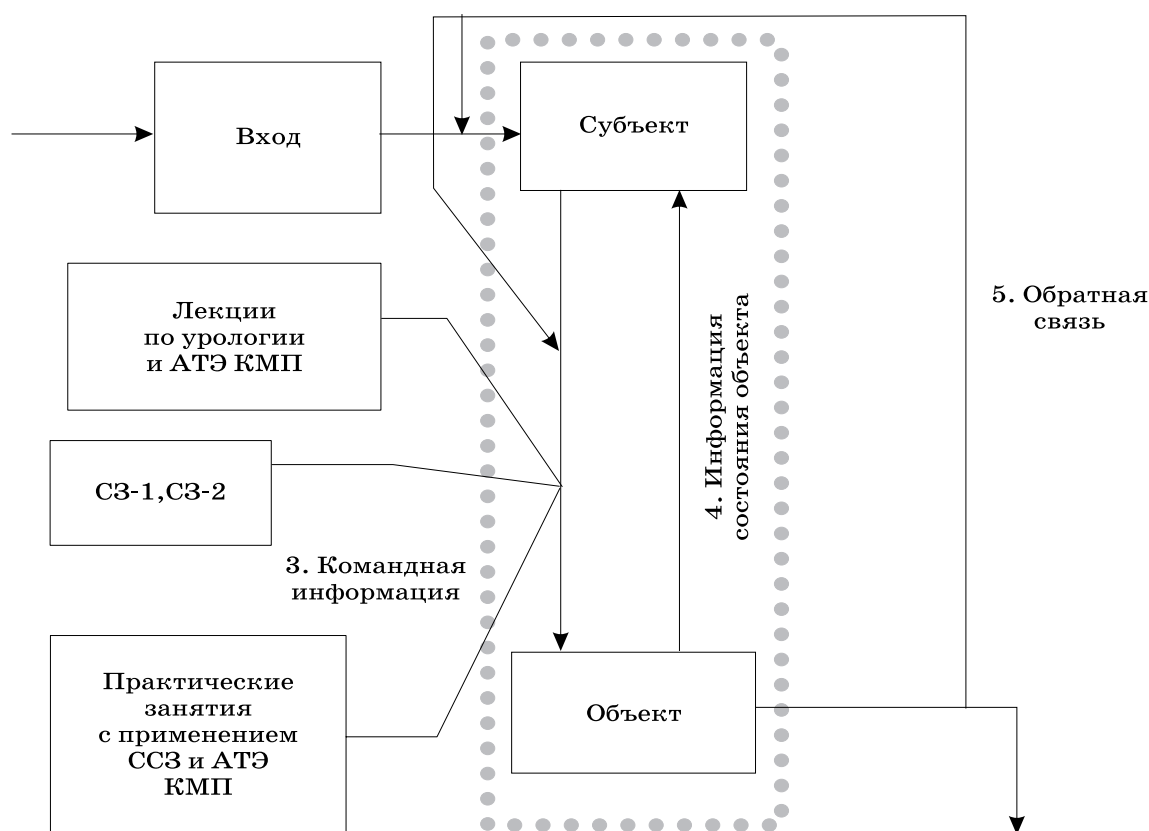 Вход
Субъект
Лекции
по урологии
и АТЭ КМП
СЗ-1,СЗ-2
3. Командная
информация
4. Информация
состояния объекта
5. Обратная
связь
Практические
занятия
с применением
ССЗ и АТЭ
КМП
Объект